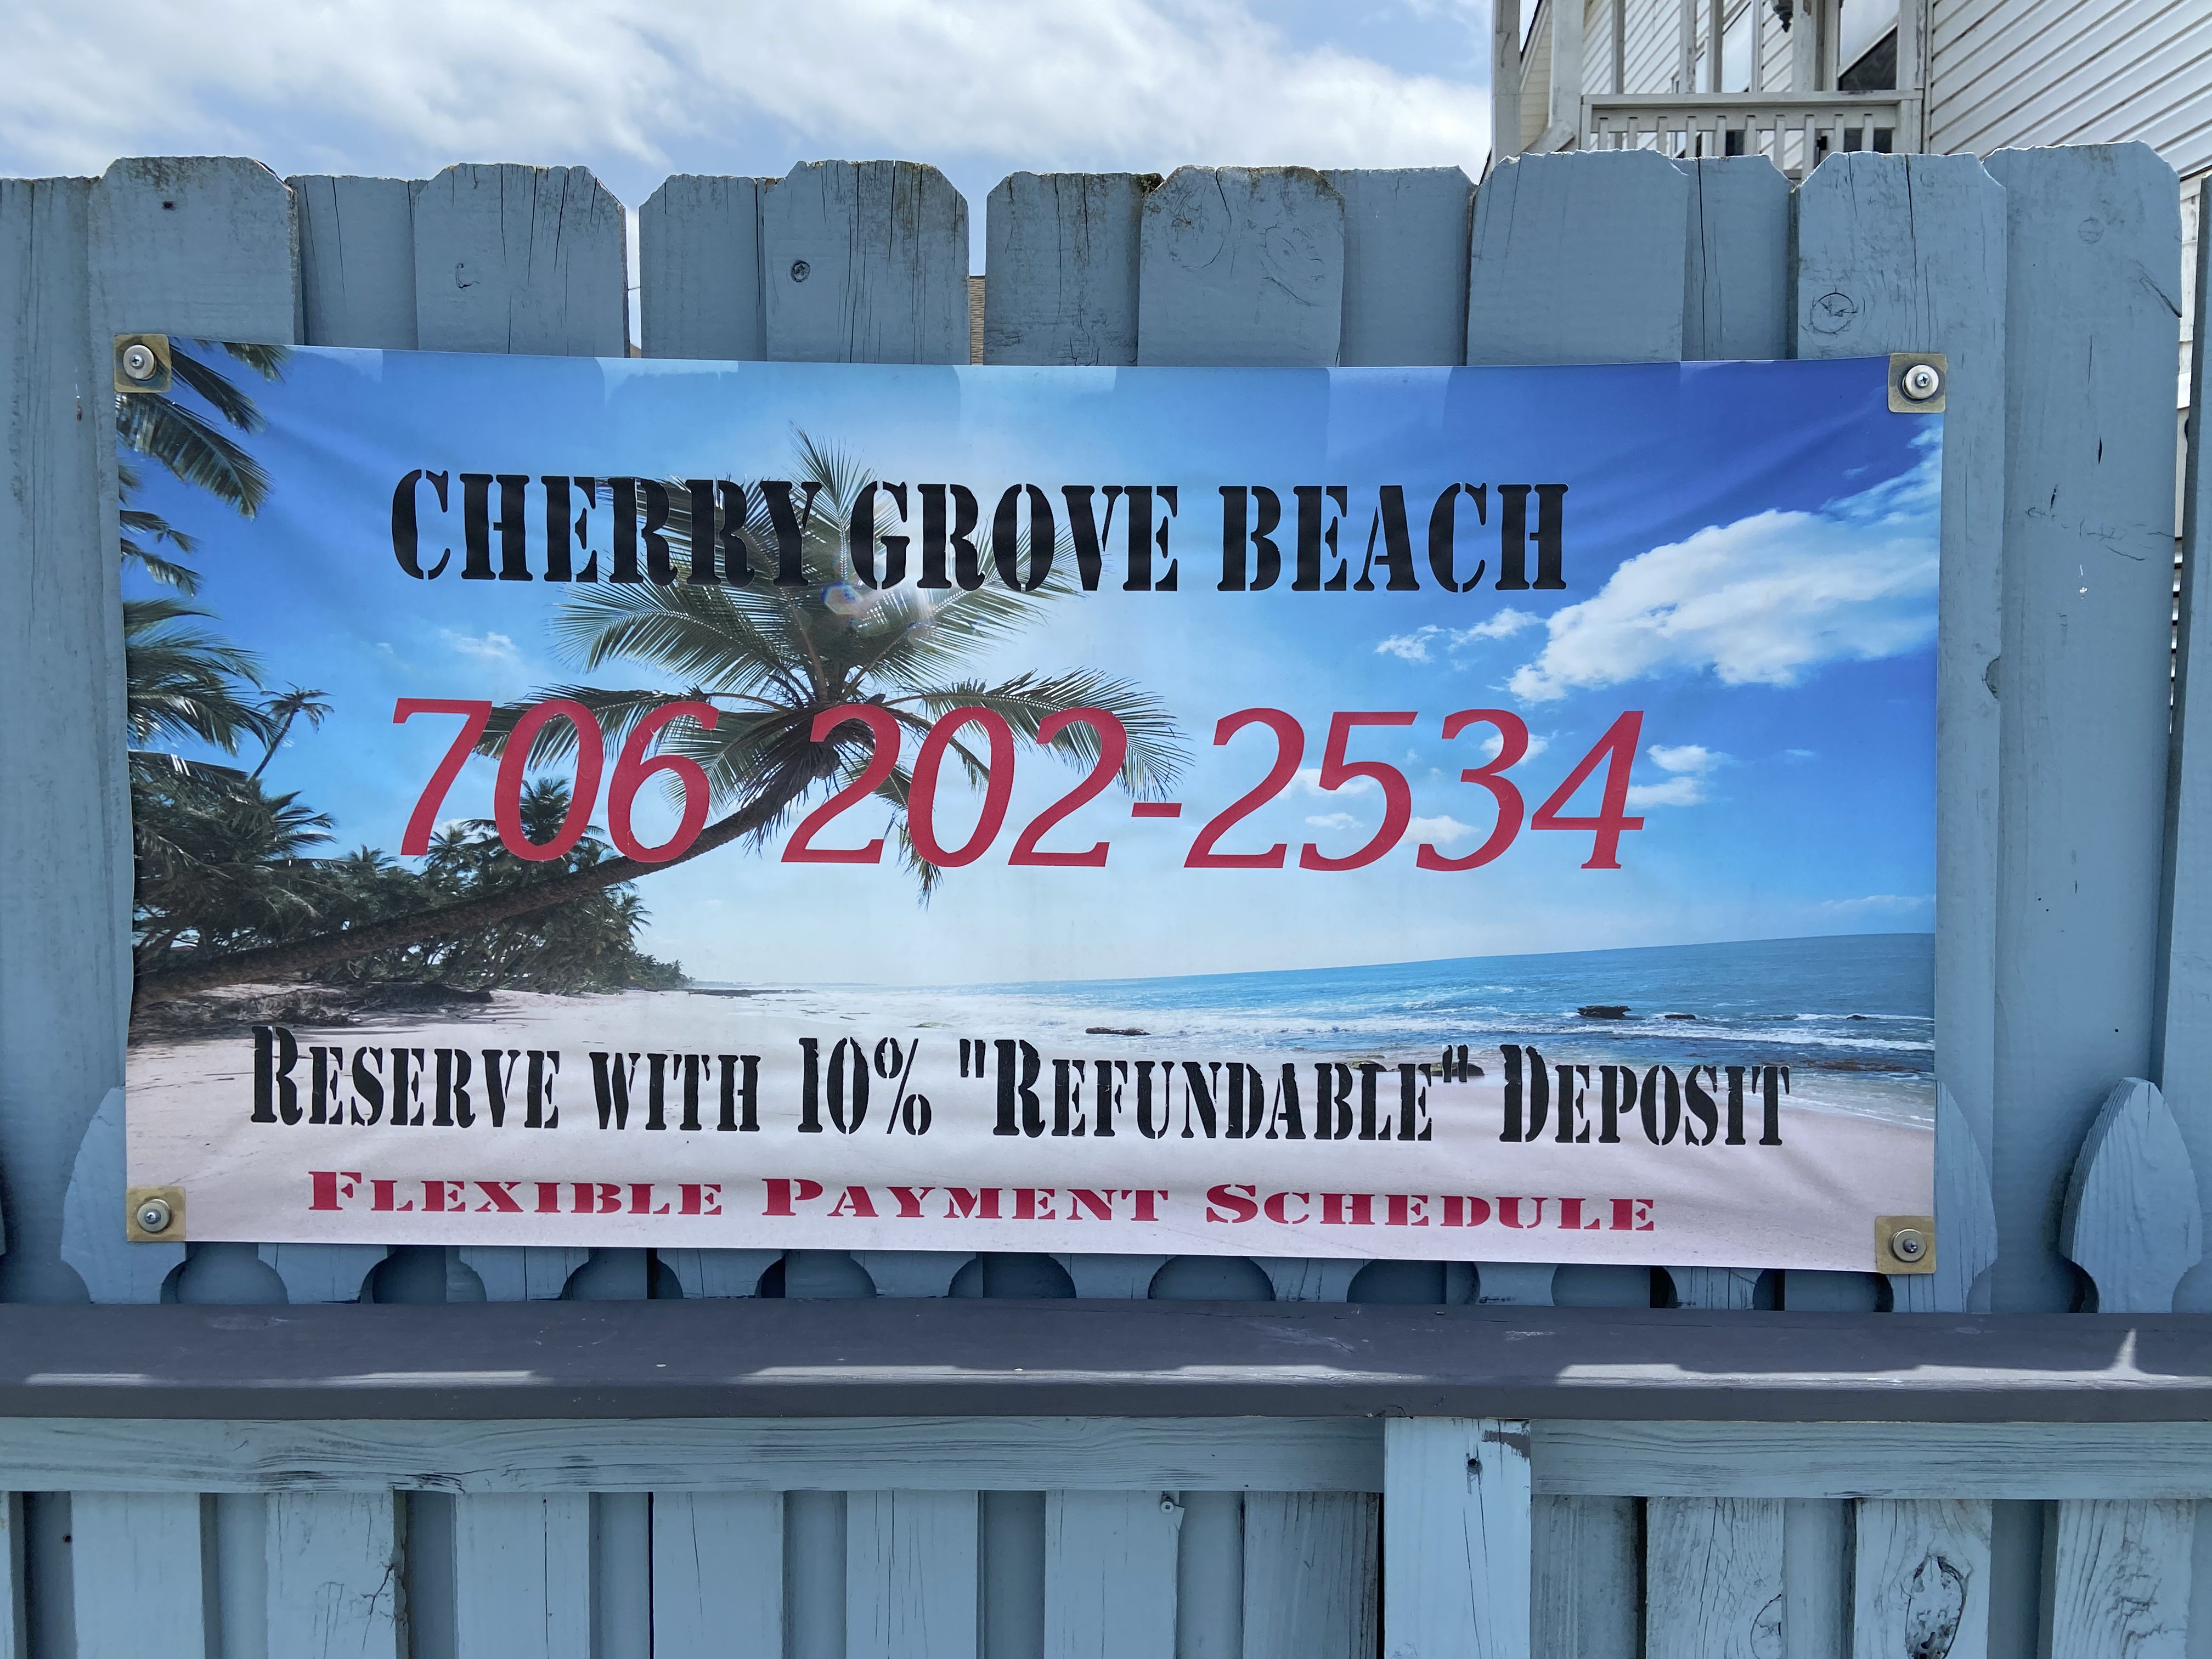 CHERRY GROVE BEACH
706 202-2534
RESERVE WITH 10% "REFUNDABLE" DEPOSIT
FLEXIBLE PAYMENT SCHEDULE